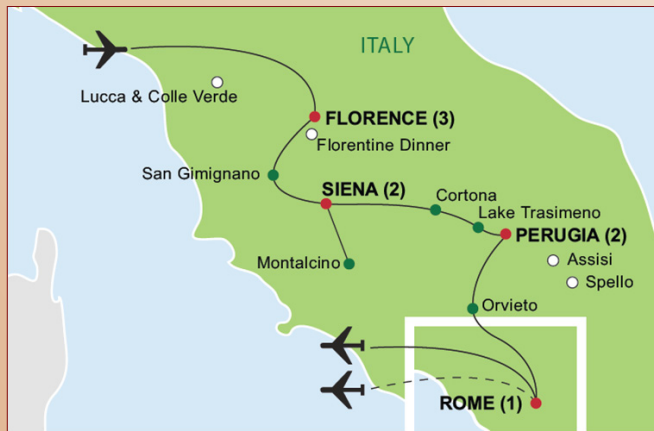 ITALY
Lucca & Colle Verde
FLORENCE (3)
Florentine Dinner
San Gimignano
SIENA (2)
Cortona
Lake Trasimeno
PERUGIA (2)
Montalcino
Assisi
Spello
Orvieto
ROME (1)